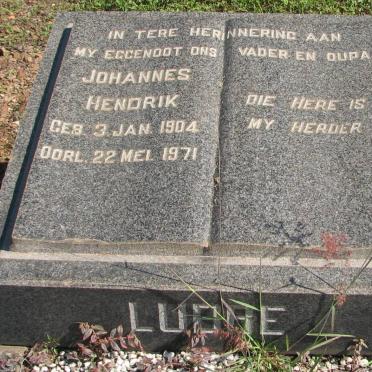 IN TERE HERINNERING AAN
MY EGGENOOT ONS VADER EN OUPA
JOHANNES
HENDRIK
GEB. 3. JAN. 1904
OORL. 22 MEI. 1971
DIE HERE IS
MY HERDER
LUBBE